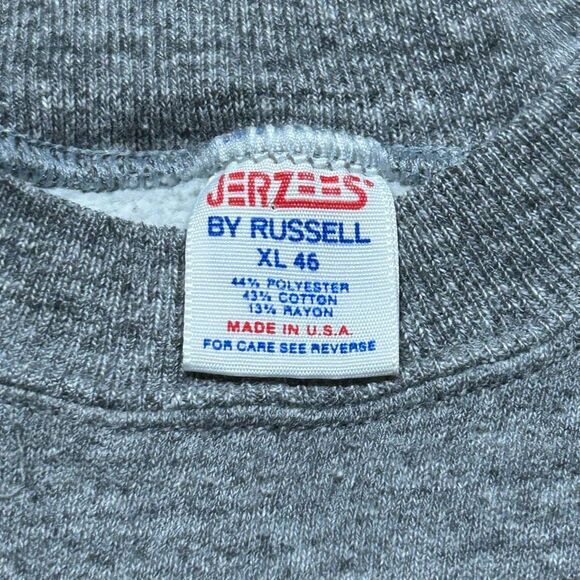 JERZEES
BY RUSSELL
XL 46
44% POLYESTER
43% COTTON
13% RAYON
MADE IN U.S.A.
FOR CARE SEE REVERSE